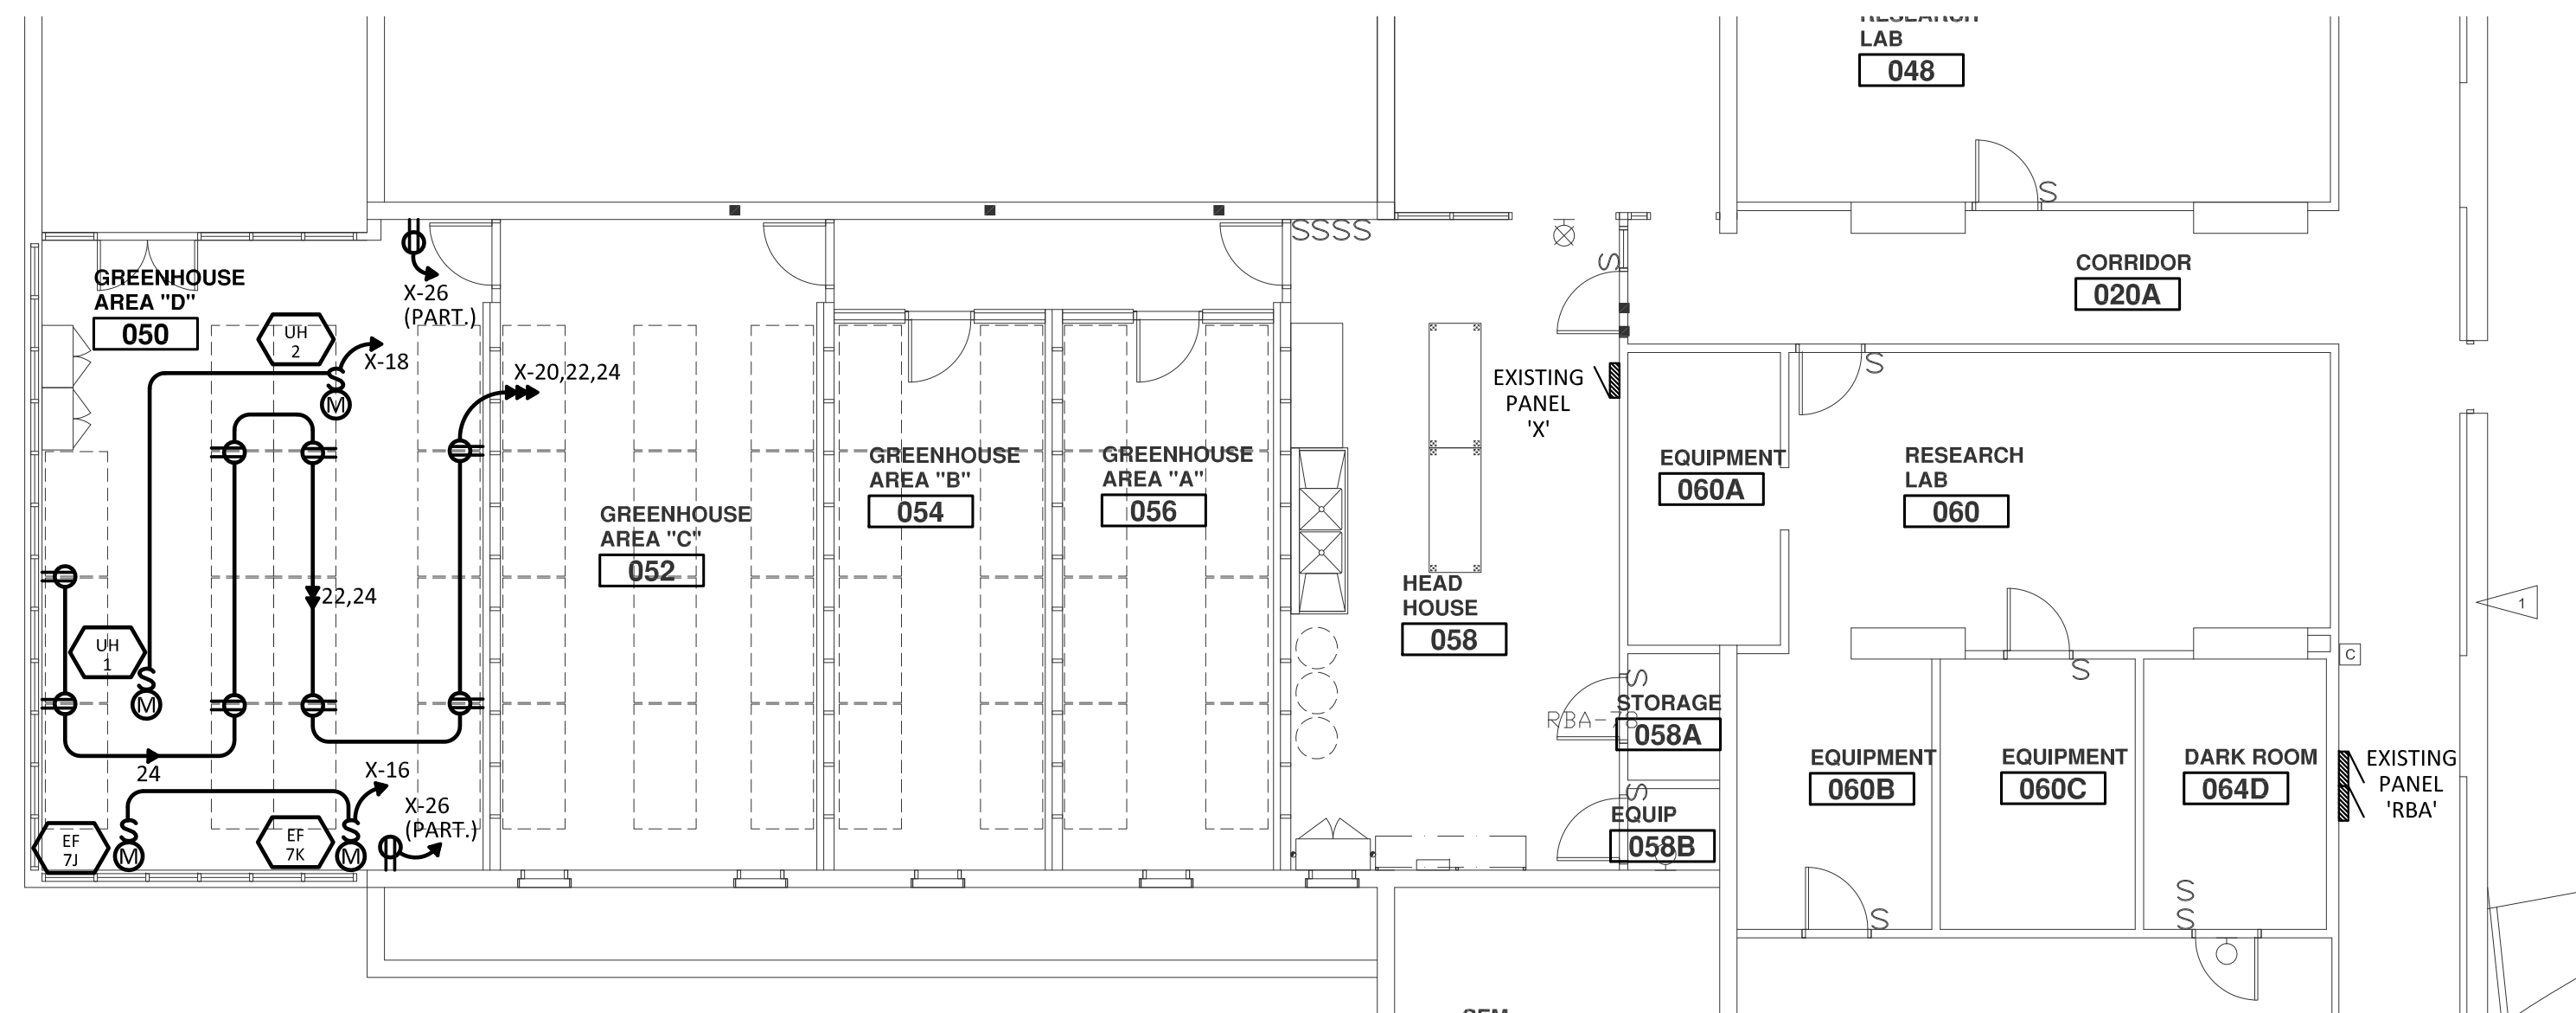 RESEARCH
LAB
048
GREENHOUSE
AREA "D"
050
X-26
(PART.)
UH
2
X-18
X-20,22,24
SSSS
S
S
CORRIDOR
020A
EXISTING
PANEL
'X'
S
M
S
GREENHOUSE
AREA "C"
052
GREENHOUSE
AREA "B"
054
GREENHOUSE
AREA "A"
056
EQUIPMENT
060A
RESEARCH
LAB
060
22,24
HEAD
HOUSE
058
1
C
UH
1
S
M
24
S
S
STORAGE
RBA-78
058A
EQUIPMENT
060B
EQUIPMENT
060C
DARK ROOM
064D
EXISTING
PANEL
'RBA'
X-16
X-26
(PART.)
EF
7J
S
M
EF
7K
S
M
S
EQUIP
058B
S
S
S